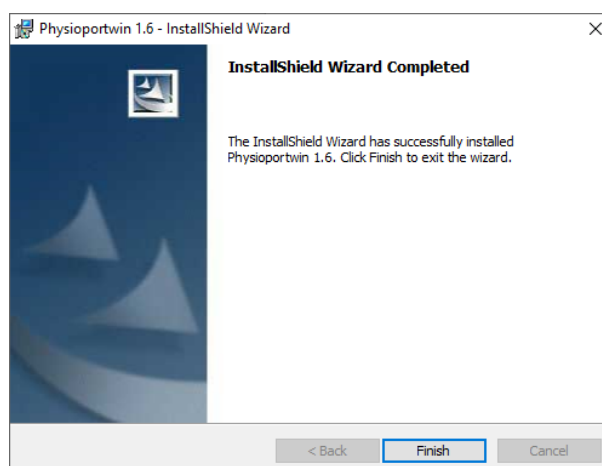 Physioportwin 1.6 - InstallShield Wizard
InstallShield Wizard Completed
The InstallShield Wizard has successfully installed
Physioportwin 1.6. Click Finish to exit the wizard.
< Back
Finish
Cancel